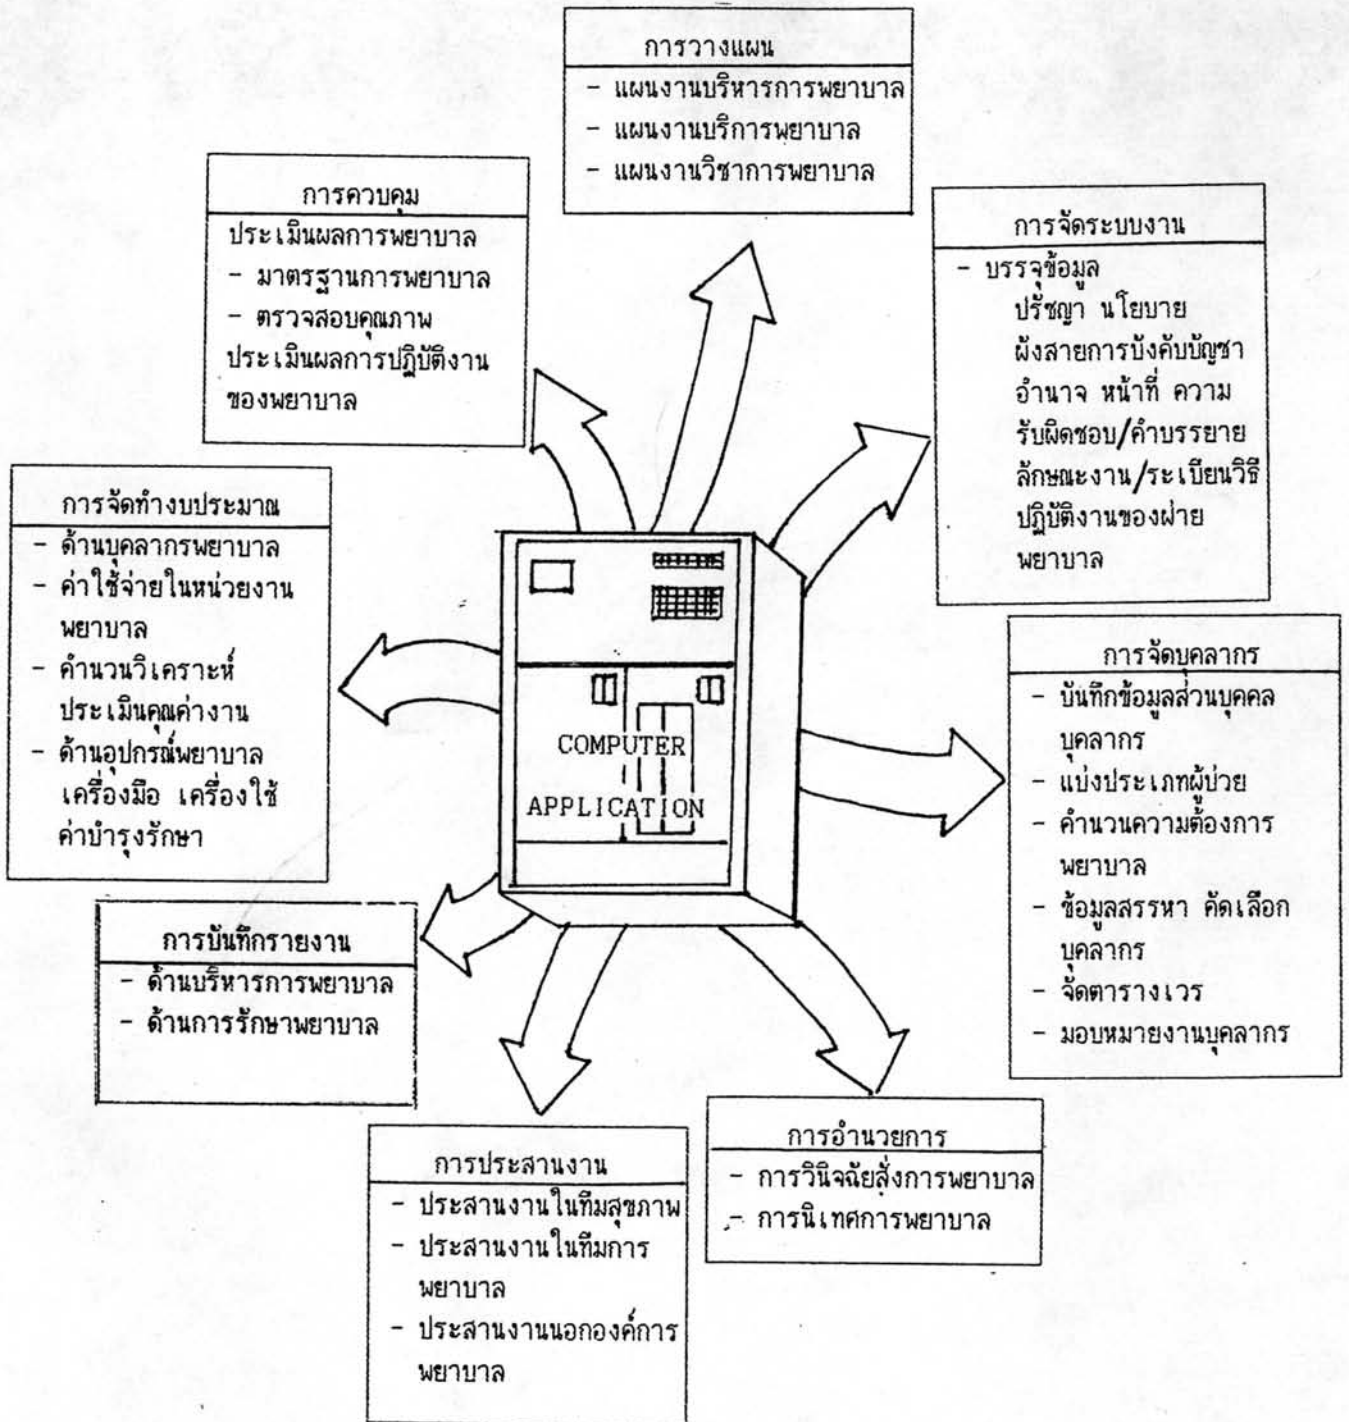 การวางแผน
- แผนงานบริหารการพยาบาล
- แผนงานบริการพยาบาล
- แผนงานวิชาการพยาบาล
การควบคุม
ประเมินผลการพยาบาล
- มาตรฐานการพยาบาล
- ตรวจสอบคุณภาพ
ประเมินผลการปฏิบัติงาน
ของพยาบาล
การจัดระบบงาน
- บรรจุข้อมูล
ปรัชญา นโยบาย
ผังสายการบังคับบัญชา
อำนาจ หน้าที่ ความ
รับผิดชอบ/คำบรรยาย
ลักษณะงาน/ระเบียนวิธี
ปฏิบัติงานของฝ่าย
พยาบาล
การจัดทำงบประมาณ
- ด้านบุคลากรพยาบาล
- ค่าใช้จ่ายในหน่วยงาน
พยาบาล
- คำนวนวิเคราะห์
ประเมินคุณค่างาน
- ด้านอุปกรณ์พยาบาล
เครื่องมือ เครื่องใช้
ค่าบำรุงรักษา
COMPUTER
APPLICATION
การจัดบุคลากร
- บันทึกข้อมูลส่วนบุคคล
บุคลากร
- แบ่งประเภทผู้ป่วย
- คำนวนความต้องการ
พยาบาล
- ข้อมูลสรรหา คัดเลือก
บุคลากร
- จัดตารางเวร
- มอบหมายงานบุคลากร
การบันทึกรายงาน
- ด้านบริหารการพยาบาล
- ด้านการรักษาพยาบาล
การประสานงาน
- ประสานงานในทีมสุขภาพ
- ประสานงานในทีมการ
พยาบาล
- ประสานงานนอกองค์การ
พยาบาล
การอำนวยการ
- การวินิจฉัยสั่งการพยาบาล
- การนิเทศการพยาบาล